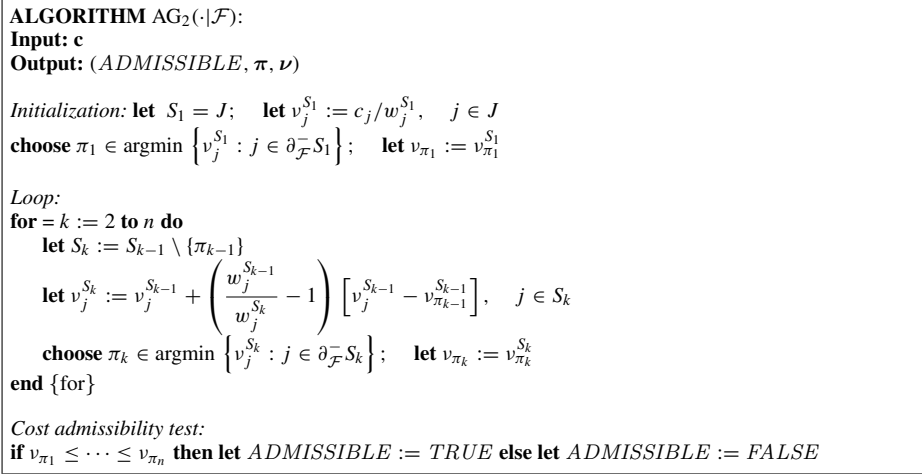 ALGORITHM AG₂(·|ℱ):
Input: c
Output: (ADMISSIBLE, π, ν)
Initialization: let S₁ = J; let ν_j^{S₁} := c_j/w_j^{S₁}, j ∈ J
choose π₁ ∈ argmin {ν_j^{S₁} : j ∈ ∂_ℱ^− S₁}; let ν_{π₁} := ν_{π₁}^{S₁}
Loop:
for = k := 2 to n do
let S_k := S_{k−1} \ {π_{k−1}}
let ν_j^{S_k} := ν_j^{S_{k−1}} + (w_j^{S_{k−1}}/w_j^{S_k} − 1) [ν_j^{S_{k−1}} − ν_{π_{k−1}}^{S_{k−1}}], j ∈ S_k
choose π_k ∈ argmin {ν_j^{S_k} : j ∈ ∂_ℱ^− S_k}; let ν_{π_k} := ν_{π_k}^{S_k}
end {for}
Cost admissibility test:
if ν_{π₁} ≤ ··· ≤ ν_{π_n} then let ADMISSIBLE := TRUE else let ADMISSIBLE := FALSE